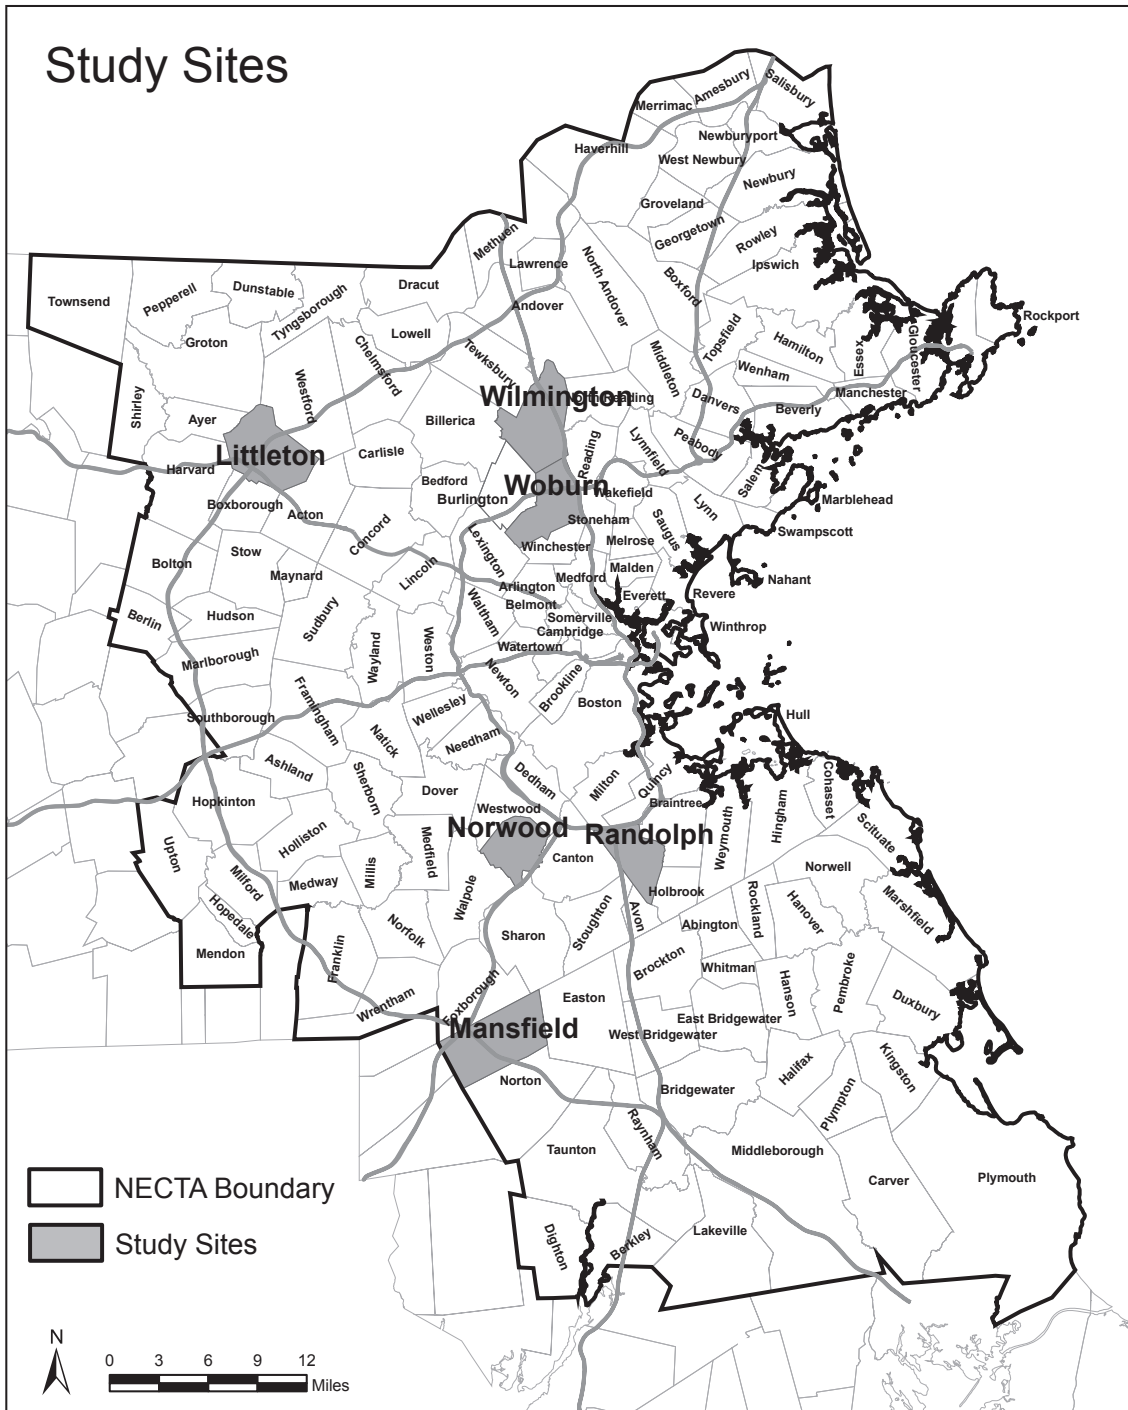 Study Sites
Salisbury
Amesbury
Merrimac
Newburyport
Haverhill
West Newbury
Newbury
Groveland
Georgetown
Rowley
Methuen
Lawrence
North Andover
Ipswich
Boxford
Townsend
Pepperell
Dunstable
Tyngsborough
Dracut
Andover
Rockport
Groton
Lowell
Chelmsford
Tewksbury
Topsfield
Hamilton
Essex
Gloucester
Middleton
Wenham
Shirley
Westford
Wilmington
North Reading
Danvers
Manchester
Beverly
Ayer
Billerica
Littleton
Carlisle
Reading
Lynnfield
Peabody
Harvard
Bedford
Woburn
Salem
Burlington
Wakefield
Marblehead
Boxborough
Acton
Lynn
Stoneham
Saugus
Concord
Swampscott
Stow
Lexington
Winchester
Melrose
Bolton
Maynard
Lincoln
Medford
Malden
Nahant
Arlington
Everett
Revere
Berlin
Hudson
Sudbury
Waltham
Belmont
Somerville
Winthrop
Cambridge
Watertown
Marlborough
Wayland
Weston
Newton
Brookline
Boston
Southborough
Framingham
Wellesley
Hull
Natick
Needham
Ashland
Sherborn
Dedham
Milton
Quincy
Cohasset
Hopkinton
Dover
Westwood
Braintree
Weymouth
Hingham
Scituate
Norwood
Randolph
Upton
Holliston
Medfield
Canton
Norwell
Milford
Medway
Millis
Walpole
Holbrook
Hopedale
Avon
Rockland
Hanover
Marshfield
Abington
Norfolk
Sharon
Stoughton
Mendon
Franklin
Brockton
Whitman
Hanson
Pembroke
Wrentham
Foxborough
Easton
Duxbury
Mansfield
East Bridgewater
West Bridgewater
Norton
Bridgewater
Halifax
Kingston
Plympton
Raynham
Taunton
Middleborough
Carver
Plymouth
NECTA Boundary
Study Sites
Dighton
Berkley
Lakeville
N
0 3 6 9 12
Miles